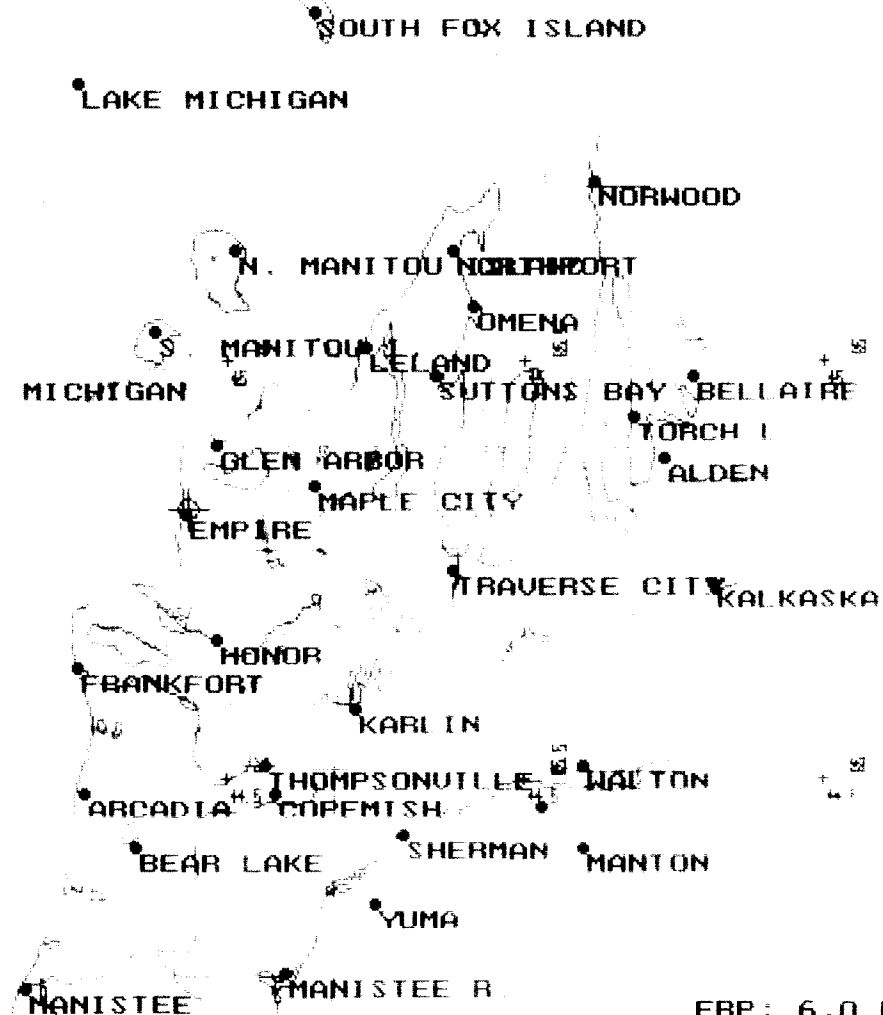 SOUTH FOX ISLAND
LAKE MICHIGAN
NORWOOD
N. MANITOU
OMENA
S. MANITOU I
LELAND
MICHIGAN
SUTTONS BAY
BELLAIRE
TORCH L
GLEN ARBOR
ALDEN
MAPLE CITY
EMPIRE
TRAVERSE CITY
KALKASKA
HONOR
FRANKFORT
KARLIN
THOMPSONVILLE
WALTON
ARCADIA
COPEMISH
SHERMAN
MANTON
BEAR LAKE
YUMA
MANISTEE R
MANISTEE
ERP: 6.0